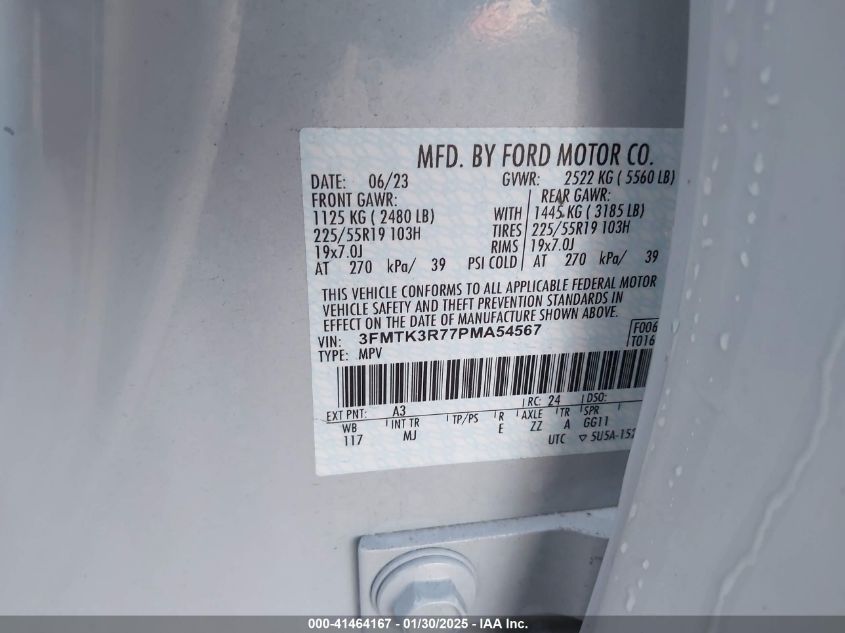 MFD. BY FORD MOTOR CO.
DATE: 06/23 GVWR: 2522 KG ( 5560 LB)
FRONT GAWR: REAR GAWR:
1125 KG ( 2480 LB) WITH 1445 KG ( 3185 LB)
225/55R19 103H TIRES 225/55R19 103H
19x7.0J RIMS 19x7.0J
AT 270 kPa/ 39 PSI COLD AT 270 kPa/ 39
THIS VEHICLE CONFORMS TO ALL APPLICABLE FEDERAL MOTOR
VEHICLE SAFETY AND THEFT PREVENTION STANDARDS IN
EFFECT ON THE DATE OF MANUFACTURE SHOWN ABOVE.
VIN: 3FMTK3R77PMA54567 F006
TYPE: MPV T016
EXT PNT: A3 RC: 24 DSO:
WB INT TR TP/PS R AXLE TR SPR
117 MJ E ZZ A GG11
UTC ▽ 5U5A-152
000-41464167 - 01/30/2025 - IAA Inc.